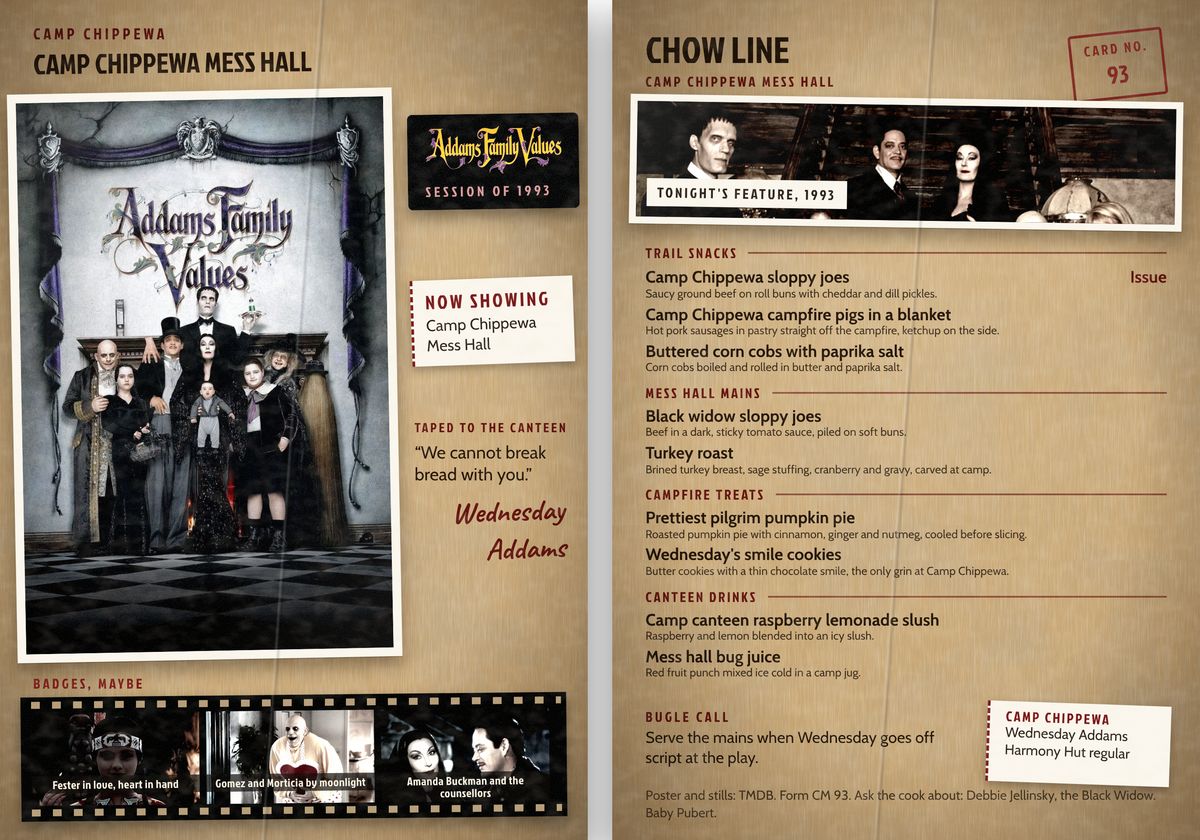 CAMP CHIPPEWA
CAMP CHIPPEWA MESS HALL
Addams Family
Values
Addams Family Values
SESSION OF 1993
NOW SHOWING
Camp Chippewa
Mess Hall
TAPED TO THE CANTEEN
“We cannot break
bread with you.”
Wednesday
Addams
BADGES, MAYBE
Fester in love, heart in hand
Gomez and Morticia by moonlight
Amanda Buckman and the
counsellors
CHOW LINE
CAMP CHIPPEWA MESS HALL
CARD NO.
93
TONIGHT'S FEATURE, 1993
TRAIL SNACKS
Camp Chippewa sloppy joes Issue
Saucy ground beef on roll buns with cheddar and dill pickles.
Camp Chippewa campfire pigs in a blanket
Hot pork sausages in pastry straight off the campfire, ketchup on the side.
Buttered corn cobs with paprika salt
Corn cobs boiled and rolled in butter and paprika salt.
MESS HALL MAINS
Black widow sloppy joes
Beef in a dark, sticky tomato sauce, piled on soft buns.
Turkey roast
Brined turkey breast, sage stuffing, cranberry and gravy, carved at camp.
CAMPFIRE TREATS
Prettiest pilgrim pumpkin pie
Roasted pumpkin pie with cinnamon, ginger and nutmeg, cooled before slicing.
Wednesday's smile cookies
Butter cookies with a thin chocolate smile, the only grin at Camp Chippewa.
CANTEEN DRINKS
Camp canteen raspberry lemonade slush
Raspberry and lemon blended into an icy slush.
Mess hall bug juice
Red fruit punch mixed ice cold in a camp jug.
BUGLE CALL
Serve the mains when Wednesday goes off
script at the play.
CAMP CHIPPEWA
Wednesday Addams
Harmony Hut regular
Poster and stills: TMDB. Form CM 93. Ask the cook about: Debbie Jellinsky, the Black Widow.
Baby Pubert.